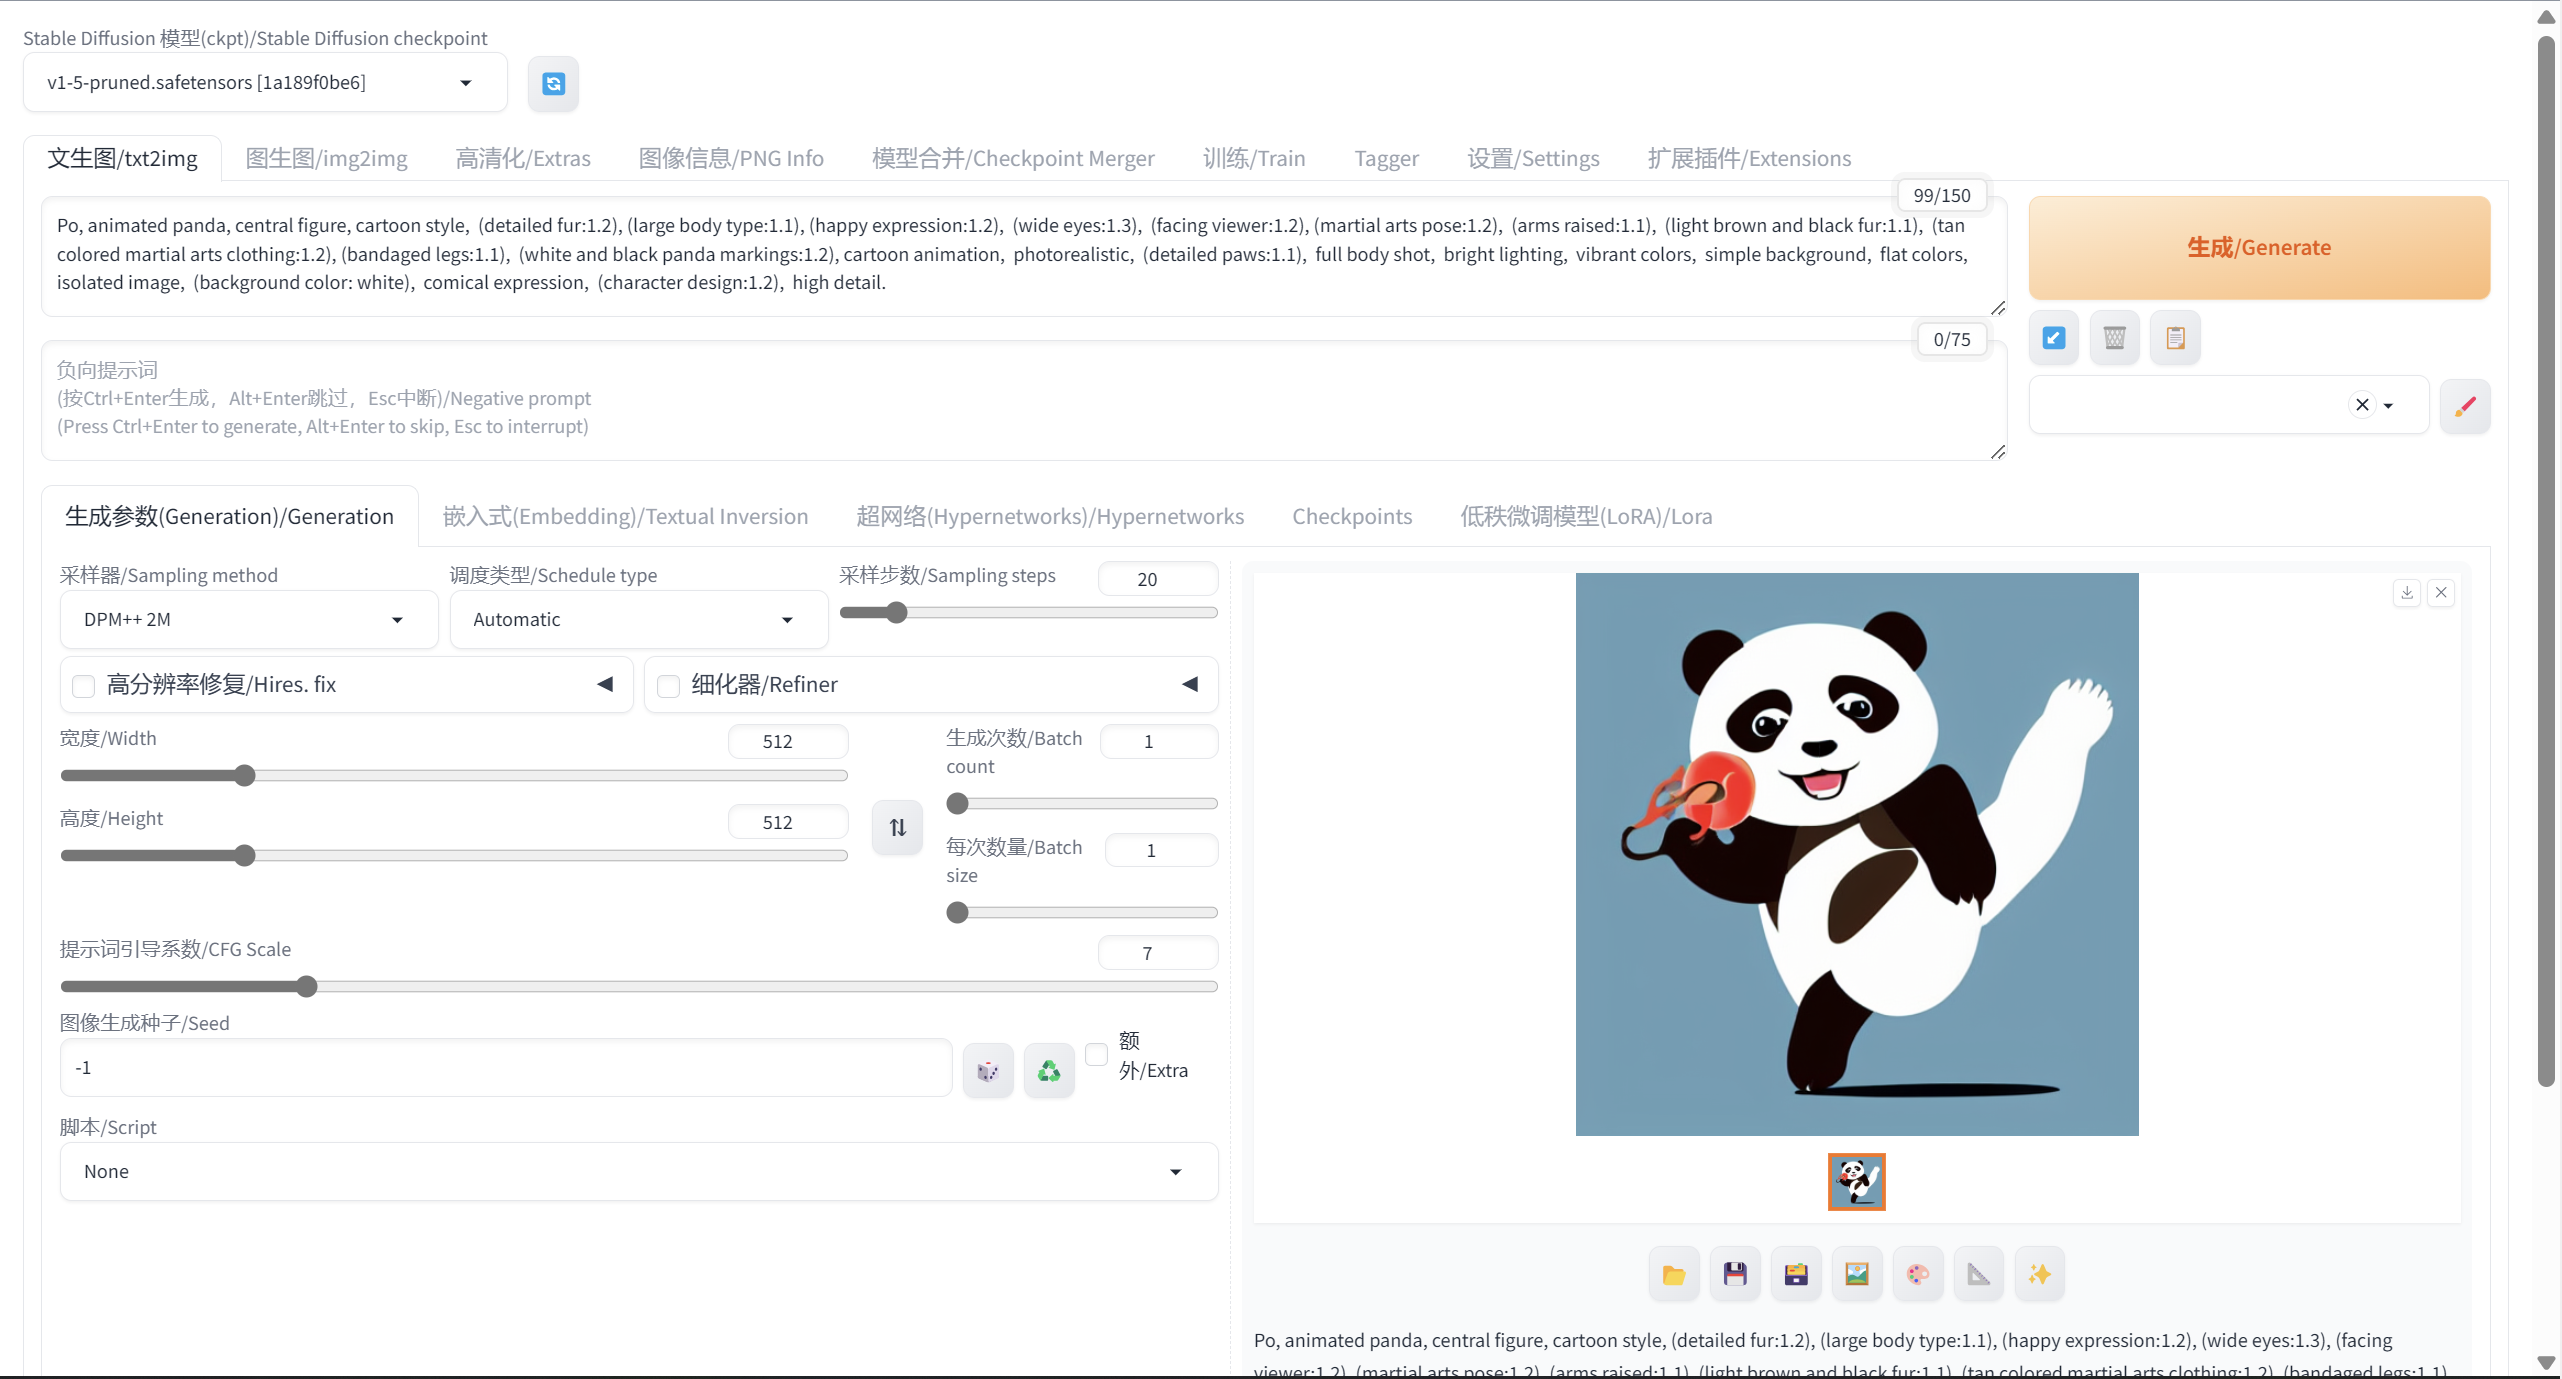 Stable Diffusion 模型(ckpt)/Stable Diffusion checkpoint
v1-5-pruned.safetensors [1a189f0be6]
文生图/txt2img
图生图/img2img
高清化/Extras
图像信息/PNG Info
模型合并/Checkpoint Merger
训练/Train
Tagger
设置/Settings
扩展插件/Extensions
99/150
Po, animated panda, central figure, cartoon style, (detailed fur:1.2), (large body type:1.1), (happy expression:1.2), (wide eyes:1.3), (facing viewer:1.2), (martial arts pose:1.2), (arms raised:1.1), (light brown and black fur:1.1), (tan
colored martial arts clothing:1.2), (bandaged legs:1.1), (white and black panda markings:1.2), cartoon animation, photorealistic, (detailed paws:1.1), full body shot, bright lighting, vibrant colors, simple background, flat colors,
isolated image, (background color: white), comical expression, (character design:1.2), high detail.
生成/Generate
0/75
负向提示词
(按Ctrl+Enter生成，Alt+Enter跳过，Esc中断)/Negative prompt
(Press Ctrl+Enter to generate, Alt+Enter to skip, Esc to interrupt)
生成参数(Generation)/Generation
嵌入式(Embedding)/Textual Inversion
超网络(Hypernetworks)/Hypernetworks
Checkpoints
低秩微调模型(LoRA)/Lora
采样器/Sampling method
DPM++ 2M
调度类型/Schedule type
Automatic
采样步数/Sampling steps
20
高分辨率修复/Hires. fix
细化器/Refiner
宽度/Width
512
高度/Height
512
生成次数/Batch
count
1
每次数量/Batch
size
1
提示词引导系数/CFG Scale
7
图像生成种子/Seed
-1
额
外/Extra
脚本/Script
None
Po, animated panda, central figure, cartoon style, (detailed fur:1.2), (large body type:1.1), (happy expression:1.2), (wide eyes:1.3), (facing
viewer:1.2), (martial arts pose:1.2), (arms raised:1.1), (light brown and black fur:1.1), (tan colored martial arts clothing:1.2), (bandaged legs:1.1),